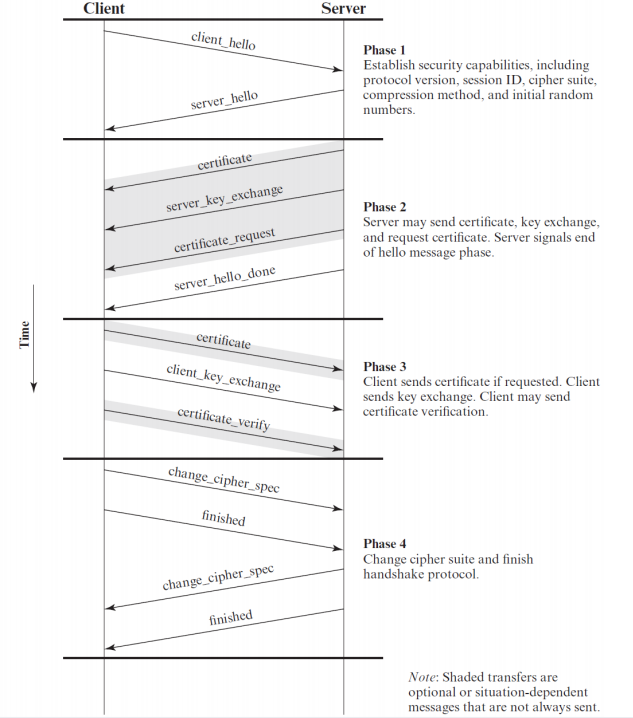 Client
Server
client_hello
server_hello
Phase 1
Establish security capabilities, including
protocol version, session ID, cipher suite,
compression method, and initial random
numbers.
certificate
server_key_exchange
certificate_request
server_hello_done
Phase 2
Server may send certificate, key exchange,
and request certificate. Server signals end
of hello message phase.
Time
certificate
client_key_exchange
certificate_verify
Phase 3
Client sends certificate if requested. Client
sends key exchange. Client may send
certificate verification.
change_cipher_spec
finished
change_cipher_spec
finished
Phase 4
Change cipher suite and finish
handshake protocol.
Note: Shaded transfers are
optional or situation-dependent
messages that are not always sent.